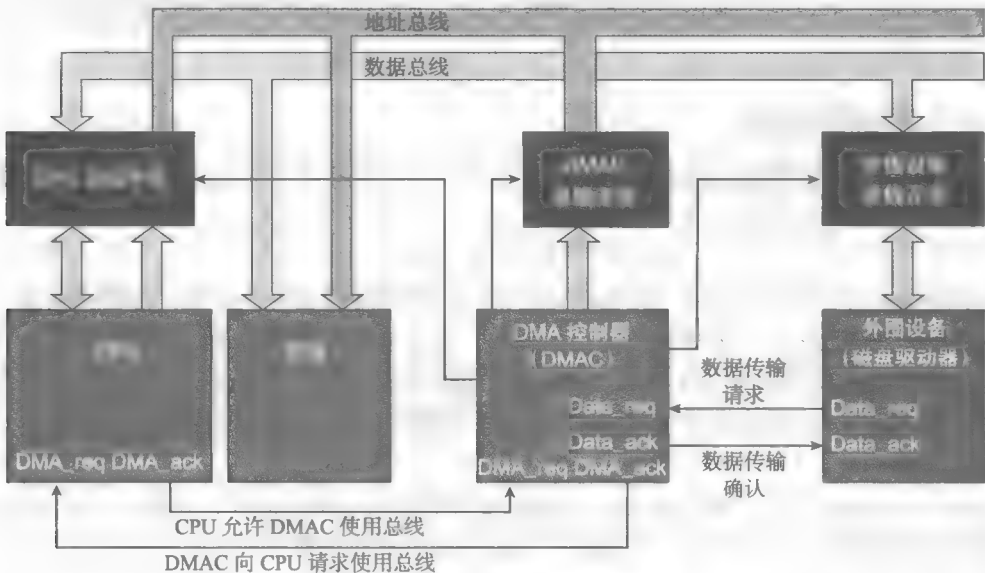 地址总线
数据总线
DMA 控制器
(DMAC)
外围设备
(磁盘驱动器)
数据传输
请求
Data_req
Data_req
Data_ack
Data_ack
数据传输
确认
DMA_req DMA_ack
DMA_req DMA_ack
CPU 允许 DMAC 使用总线
DMAC 向 CPU 请求使用总线